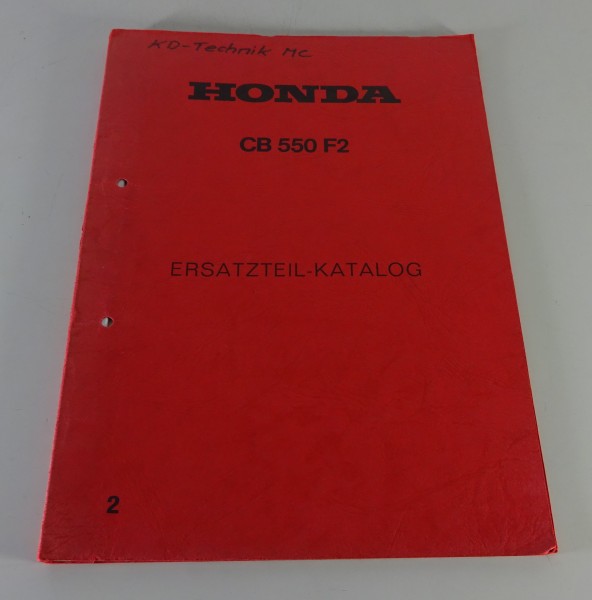 KD-Technik MC
HONDA
CB 550 F2
ERSATZTEIL-KATALOG
2